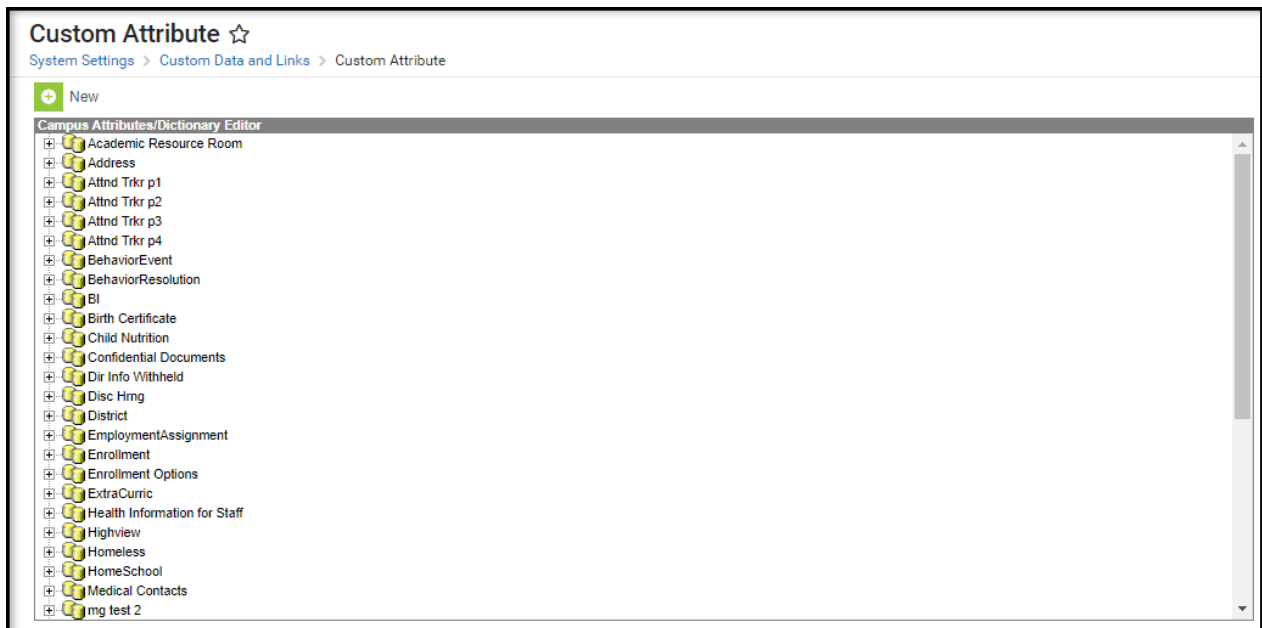 Custom Attribute
System Settings > Custom Data and Links > Custom Attribute
New
Campus Attributes/Dictionary Editor
Academic Resource Room
Address
Attnd Trkr p1
Attnd Trkr p2
Attnd Trkr p3
Attnd Trkr p4
BehaviorEvent
BehaviorResolution
BI
Birth Certificate
Child Nutrition
Confidential Documents
Dir Info Withheld
Disc Hrng
District
EmploymentAssignment
Enrollment
Enrollment Options
ExtraCurric
Health Information for Staff
Highview
Homeless
HomeSchool
Medical Contacts
mg test 2